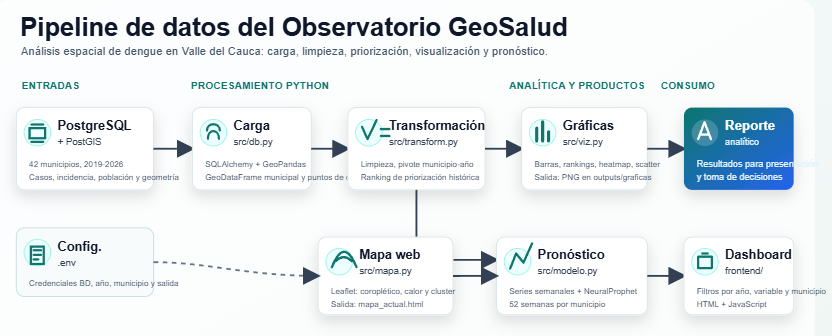 Pipeline de datos del Observatorio GeoSalud
Análisis espacial de dengue en Valle del Cauca: carga, limpieza, priorización, visualización y pronóstico.
ENTRADAS
PROCESAMIENTO PYTHON
ANALÍTICA Y PRODUCTOS
CONSUMO
PostgreSQL
+ PostGIS
42 municipios, 2019-2026
Casos, incidencia, población y geometría
Carga
src/db.py
SQLAlchemy + GeoPandas
GeoDataFrame municipal y puntos de
Transformación
src/transform.py
Limpieza, pivote municipio-año
Ranking de priorización histórica
Gráficas
src/viz.py
Barras, rankings, heatmap, scatter
Salida: PNG en outputs/graficas
Reporte
analítico
Resultados para presentación
y toma de decisiones
Config.
.env
Credenciales BD, año, municipio y salida
Mapa web
src/mapa.py
Leaflet: coroplético, calor y cluster
Salida: mapa_actual.html
Pronóstico
src/modelo.py
Series semanales + NeuralProphet
52 semanas por municipio
Dashboard
frontend/
Filtros por año, variable y municipio
HTML + JavaScript